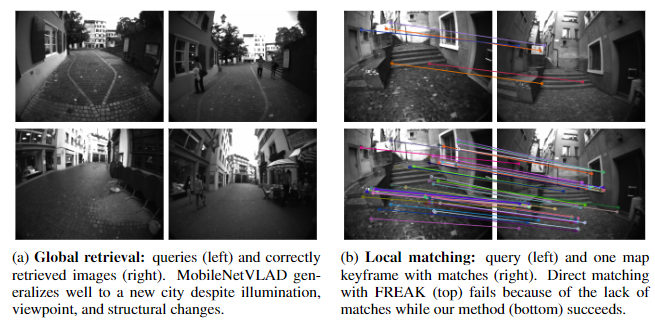 (a) Global retrieval: queries (left) and correctly
retrieved images (right). MobileNetVLAD gen-
eralizes well to a new city despite illumination,
viewpoint, and structural changes.
(b) Local matching: query (left) and one map
keyframe with matches (right). Direct matching
with FREAK (top) fails because of the lack of
matches while our method (bottom) succeeds.